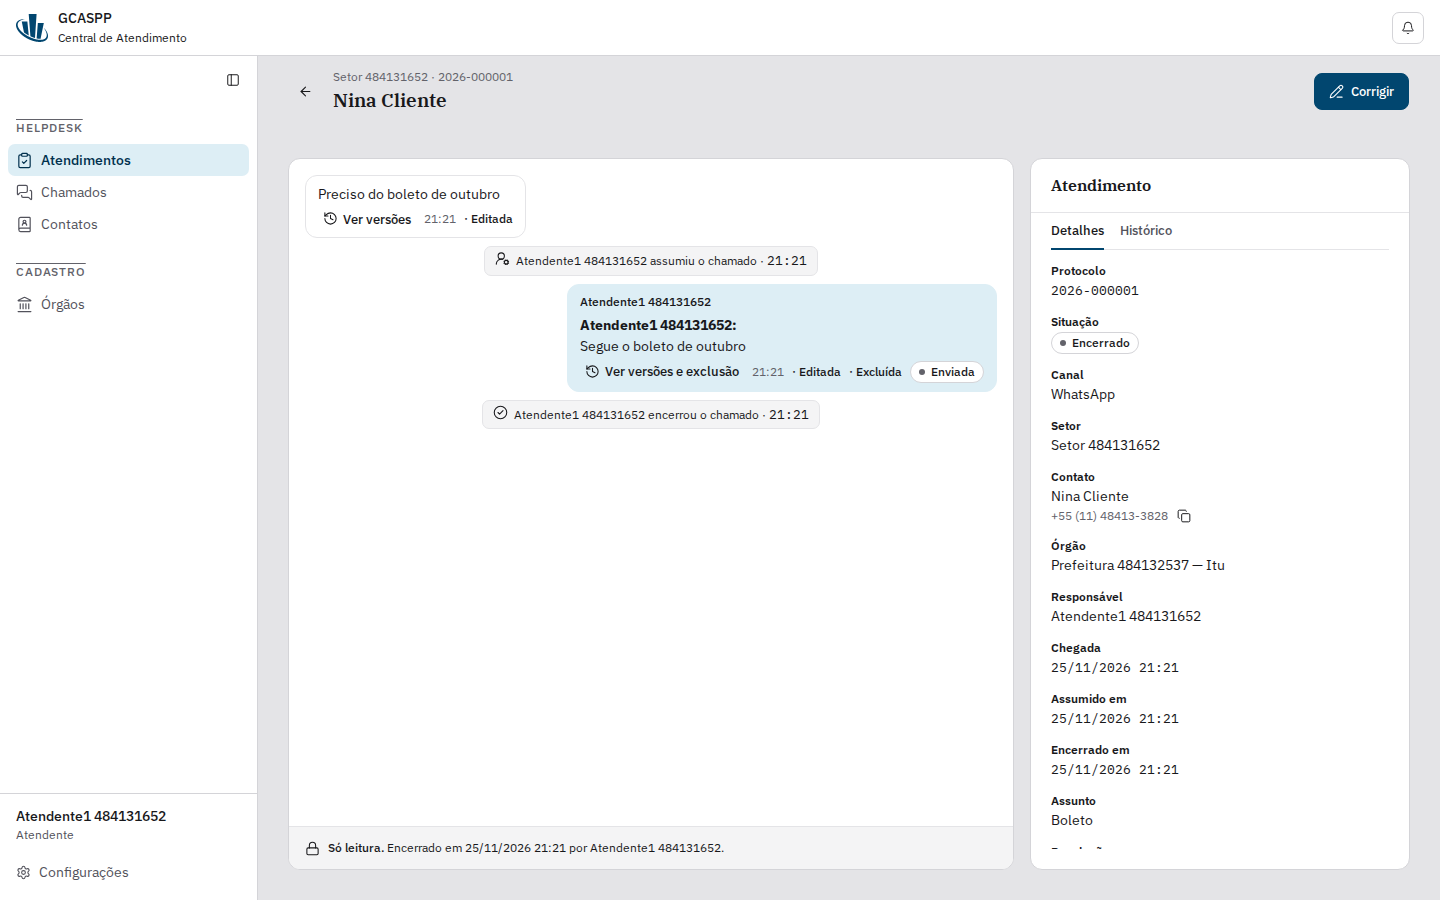 GCASPP
Central de Atendimento
HELPDESK
Atendimentos
Chamados
Contatos
CADASTRO
Órgãos
Atendente1 484131652
Atendente
Configurações
Setor 484131652 · 2026-000001
Nina Cliente
Corrigir
Preciso do boleto de outubro
Ver versões 21:21 · Editada
Atendente1 484131652 assumiu o chamado · 21:21
Atendente1 484131652
Atendente1 484131652:
Segue o boleto de outubro
Ver versões e exclusão 21:21 · Editada · Excluída Enviada
Atendente1 484131652 encerrou o chamado · 21:21
Só leitura. Encerrado em 25/11/2026 21:21 por Atendente1 484131652.
Atendimento
Detalhes Histórico
Protocolo
2026-000001
Situação
Encerrado
Canal
WhatsApp
Setor
Setor 484131652
Contato
Nina Cliente
+55 (11) 48413-3828
Órgão
Prefeitura 484132537 — Itu
Responsável
Atendente1 484131652
Chegada
25/11/2026 21:21
Assumido em
25/11/2026 21:21
Encerrado em
25/11/2026 21:21
Assunto
Boleto